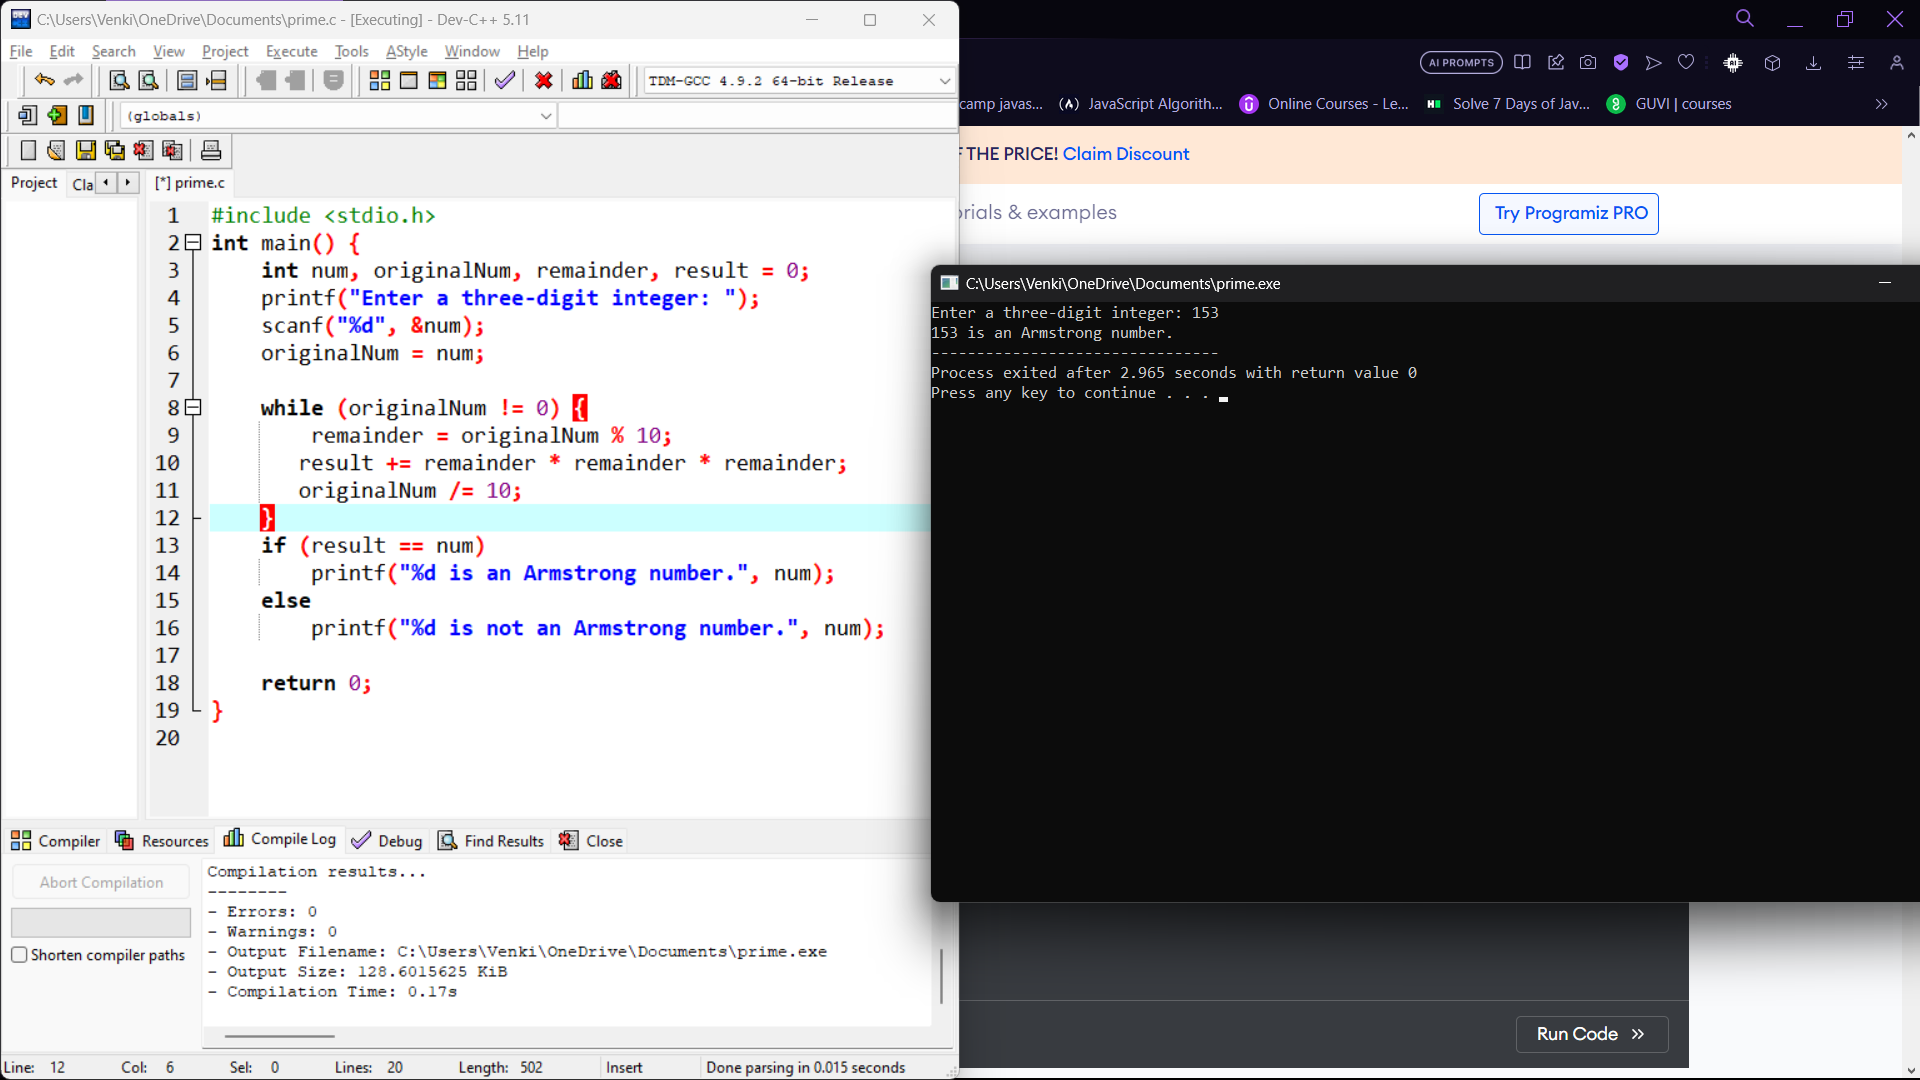 C:\Users\Venki\OneDrive\Documents\prime.c - [Executing] - Dev-C++ 5.11
File Edit Search View Project Execute Tools AStyle Window Help
TDM-GCC 4.9.2 64-bit Release
(globals)
Project Cla [*] prime.c
1 #include <stdio.h>
2 int main() {
3 int num, originalNum, remainder, result = 0;
4 printf("Enter a three-digit integer: ");
5 scanf("%d", &num);
6 originalNum = num;
7
8 while (originalNum != 0) {
9 remainder = originalNum % 10;
10 result += remainder * remainder * remainder;
11 originalNum /= 10;
12 }
13 if (result == num)
14 printf("%d is an Armstrong number.", num);
15 else
16 printf("%d is not an Armstrong number.", num);
17
18 return 0;
19 }
20
Compiler Resources Compile Log Debug Find Results Close
Abort Compilation
Shorten compiler paths
Compilation results...
--------
- Errors: 0
- Warnings: 0
- Output Filename: C:\Users\Venki\OneDrive\Documents\prime.exe
- Output Size: 128.6015625 KiB
- Compilation Time: 0.17s
Line: 12 Col: 6 Sel: 0 Lines: 20 Length: 502 Insert Done parsing in 0.015 seconds
AI PROMPTS
camp javas... JavaScript Algorith... Online Courses - Le... Solve 7 Days of Jav... GUVI | courses
THE PRICE! Claim Discount
rials & examples
Try Programiz PRO
C:\Users\Venki\OneDrive\Documents\prime.exe
Enter a three-digit integer: 153
153 is an Armstrong number.
--------------------------------
Process exited after 2.965 seconds with return value 0
Press any key to continue . . .
Run Code »